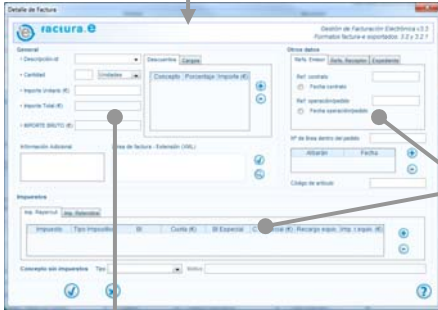 Detalle de Factura
factura.e
Gestión de Facturación Electrónica v3.5
Formatos factura-e soportados: 3.2 y 3.2.1
General
Descuentos Cargos
Otros datos
Refs. Emisor Refs. Receptor Expediente
• Descripción
• Cantidad Unidades
Concepto Porcentaje Importe (€)
Ref. contrato
Fecha contrato
• Importe Unitario (€)
Ref. operación/pedido
Fecha operación/pedido
• Importe Total (€)
• IMPORTE BRUTO (€)
Nº de línea dentro del pedido
Información Adicional
de factura - Extensión (XML)
Albarán Fecha
Código de artículo
Impuestos
Imp. Repercut. Imp. Retenidos
Impuesto Tipo Impositivo BI Cuota (€) BI Especial Recargo equiv. Imp. r. equiv. (€)
Concepto sin impuestos Tipo